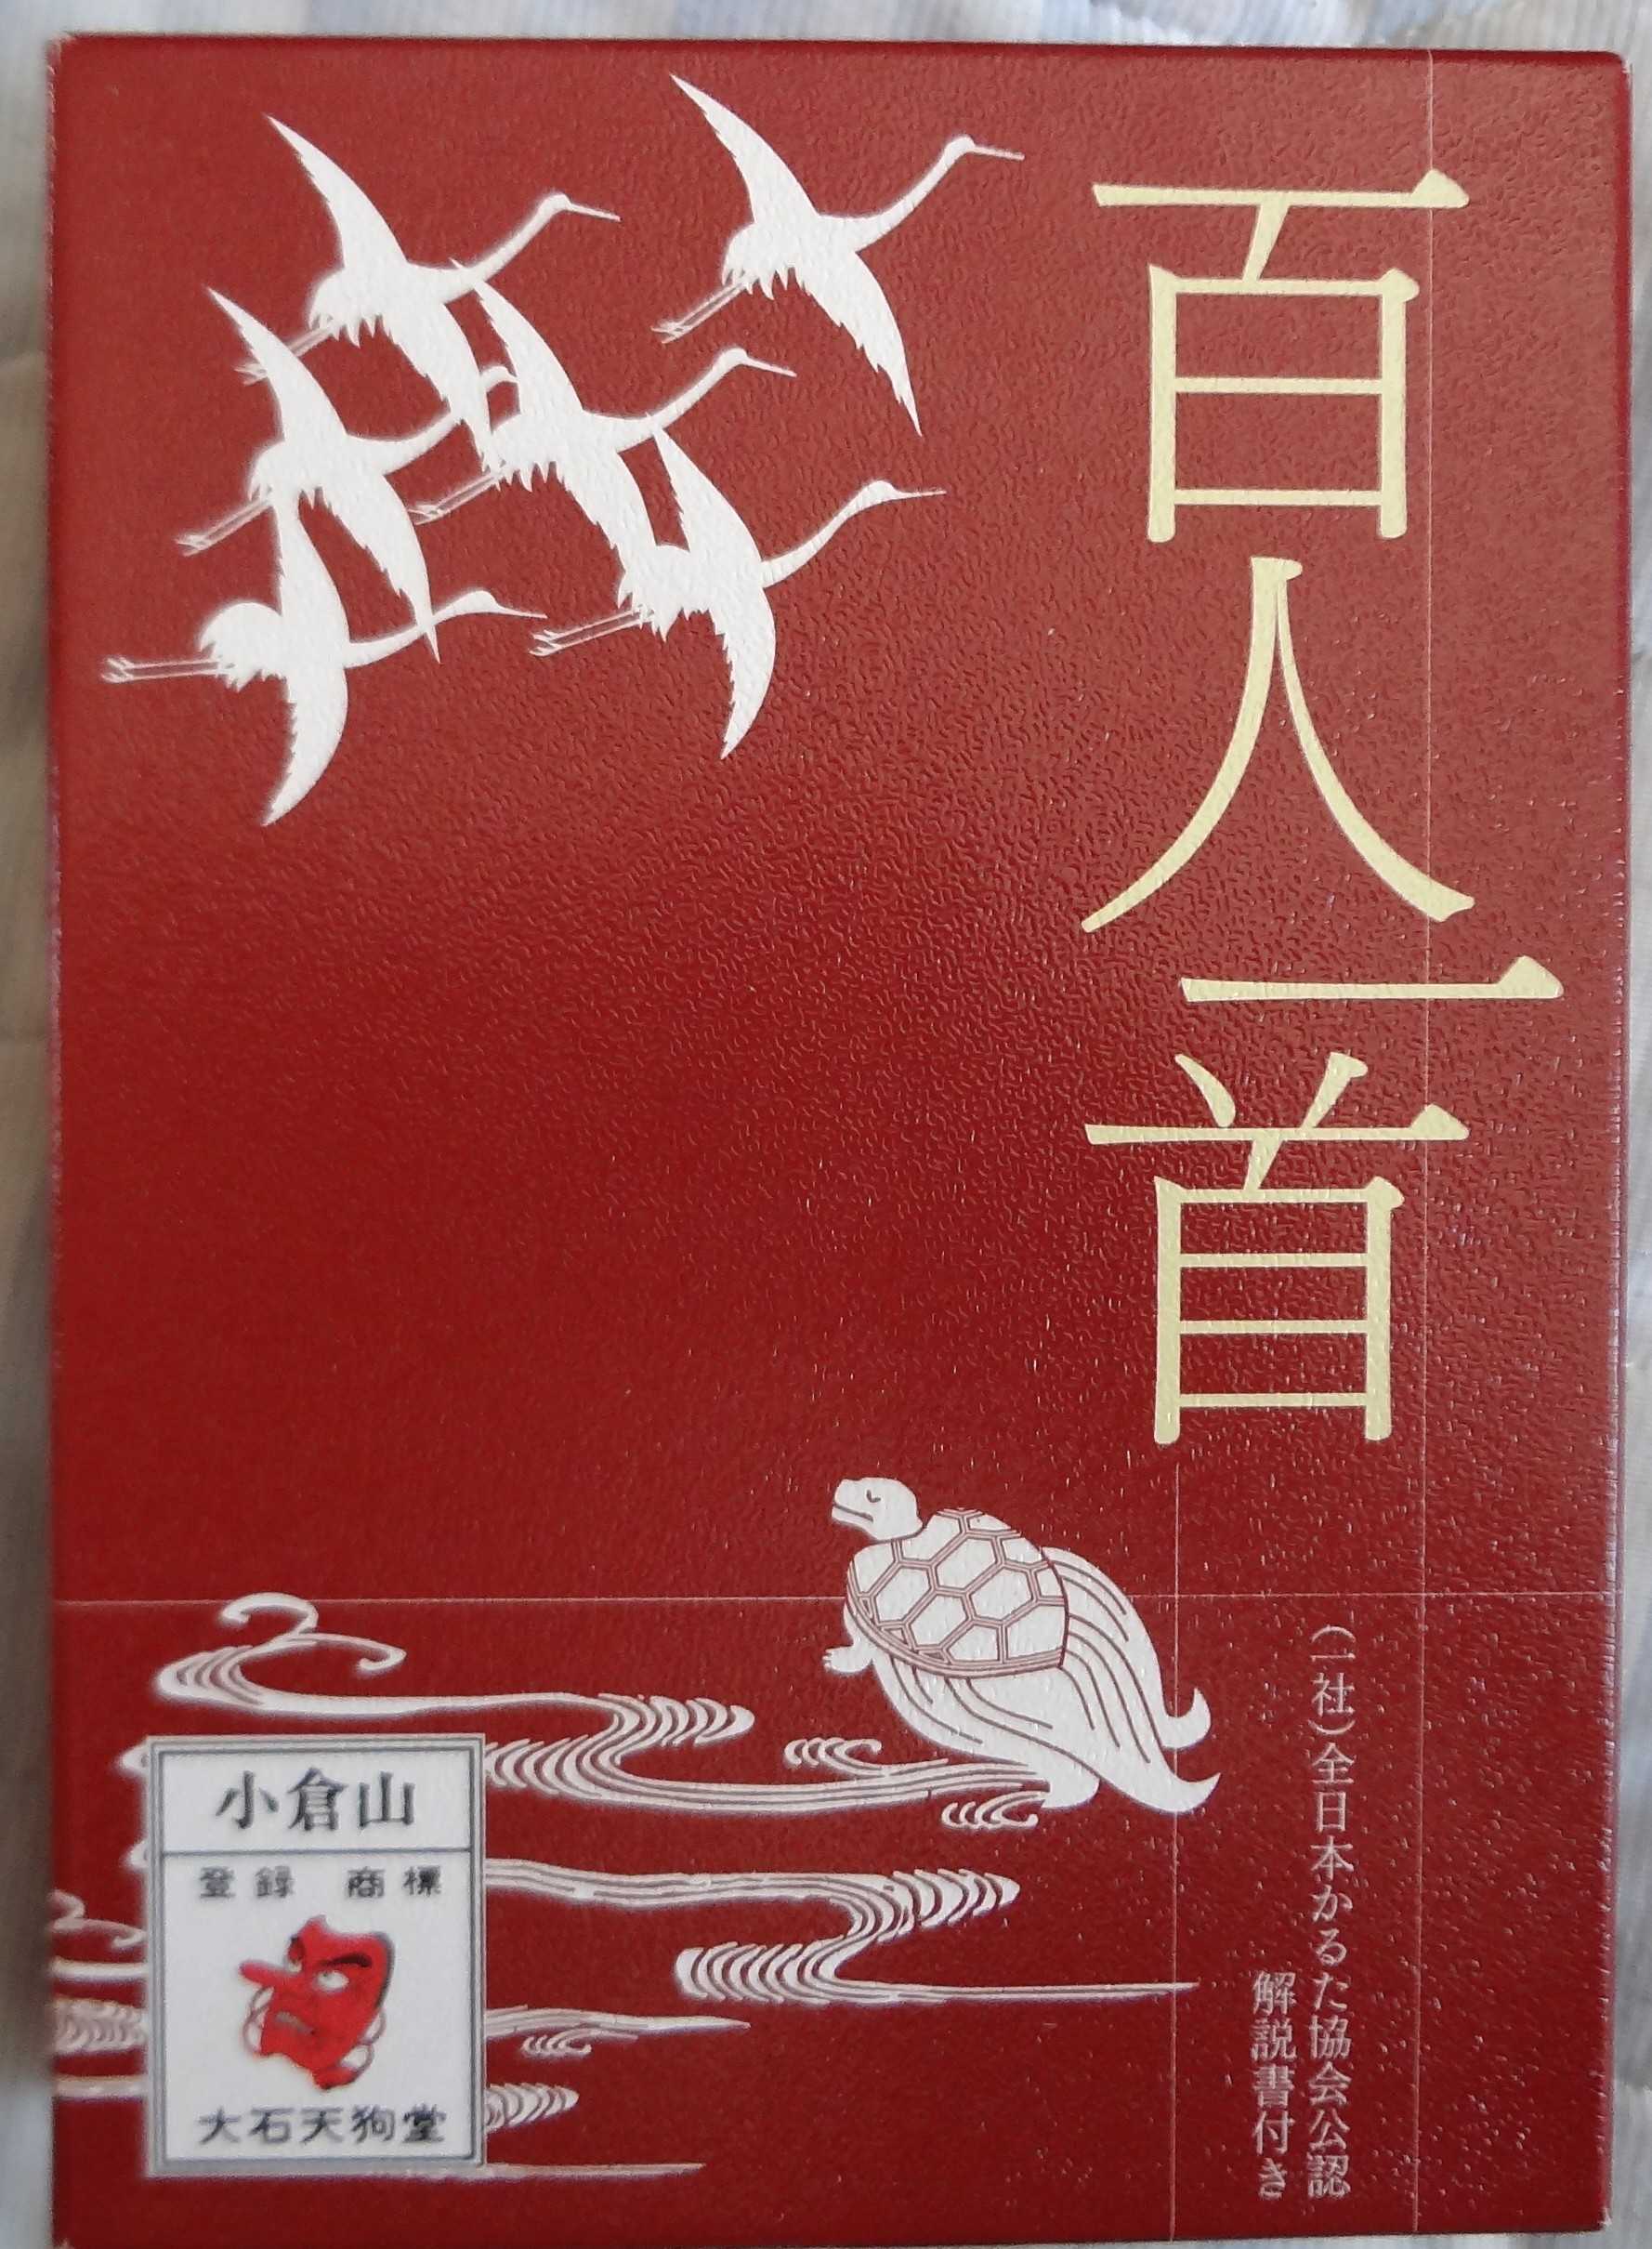 百人一首
（一社）全日本かるた協会公認
解説書付き
小倉山
登録 商標
大石天狗堂